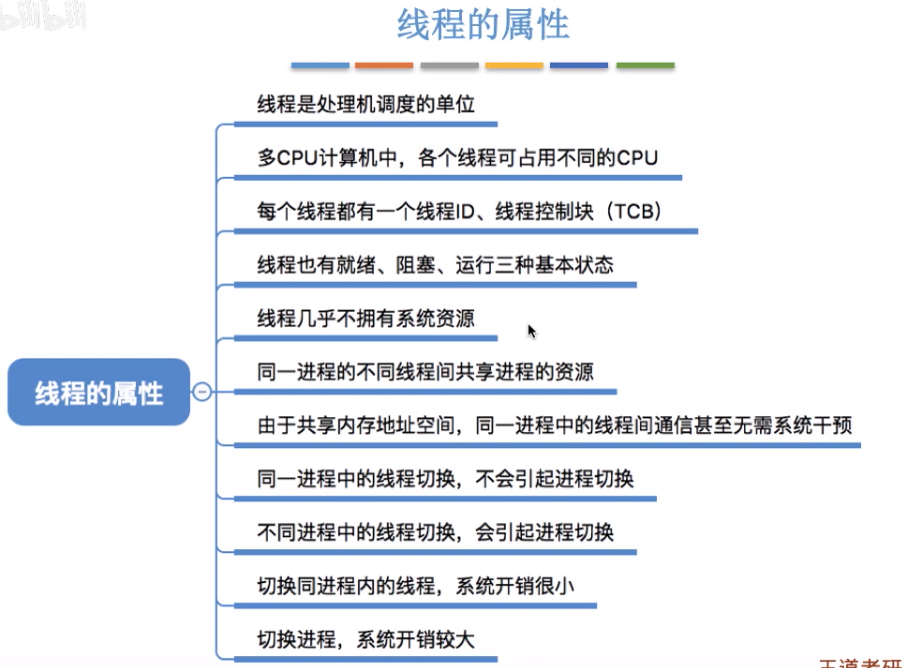 bilibili
线程的属性
线程是处理机调度的单位
多CPU计算机中，各个线程可占用不同的CPU
每个线程都有一个线程ID、线程控制块（TCB）
线程也有就绪、阻塞、运行三种基本状态
线程几乎不拥有系统资源
同一进程的不同线程间共享进程的资源
线程的属性
由于共享内存地址空间，同一进程中的线程间通信甚至无需系统干预
同一进程中的线程切换，不会引起进程切换
不同进程中的线程切换，会引起进程切换
切换同进程内的线程，系统开销很小
切换进程，系统开销较大
王道考研